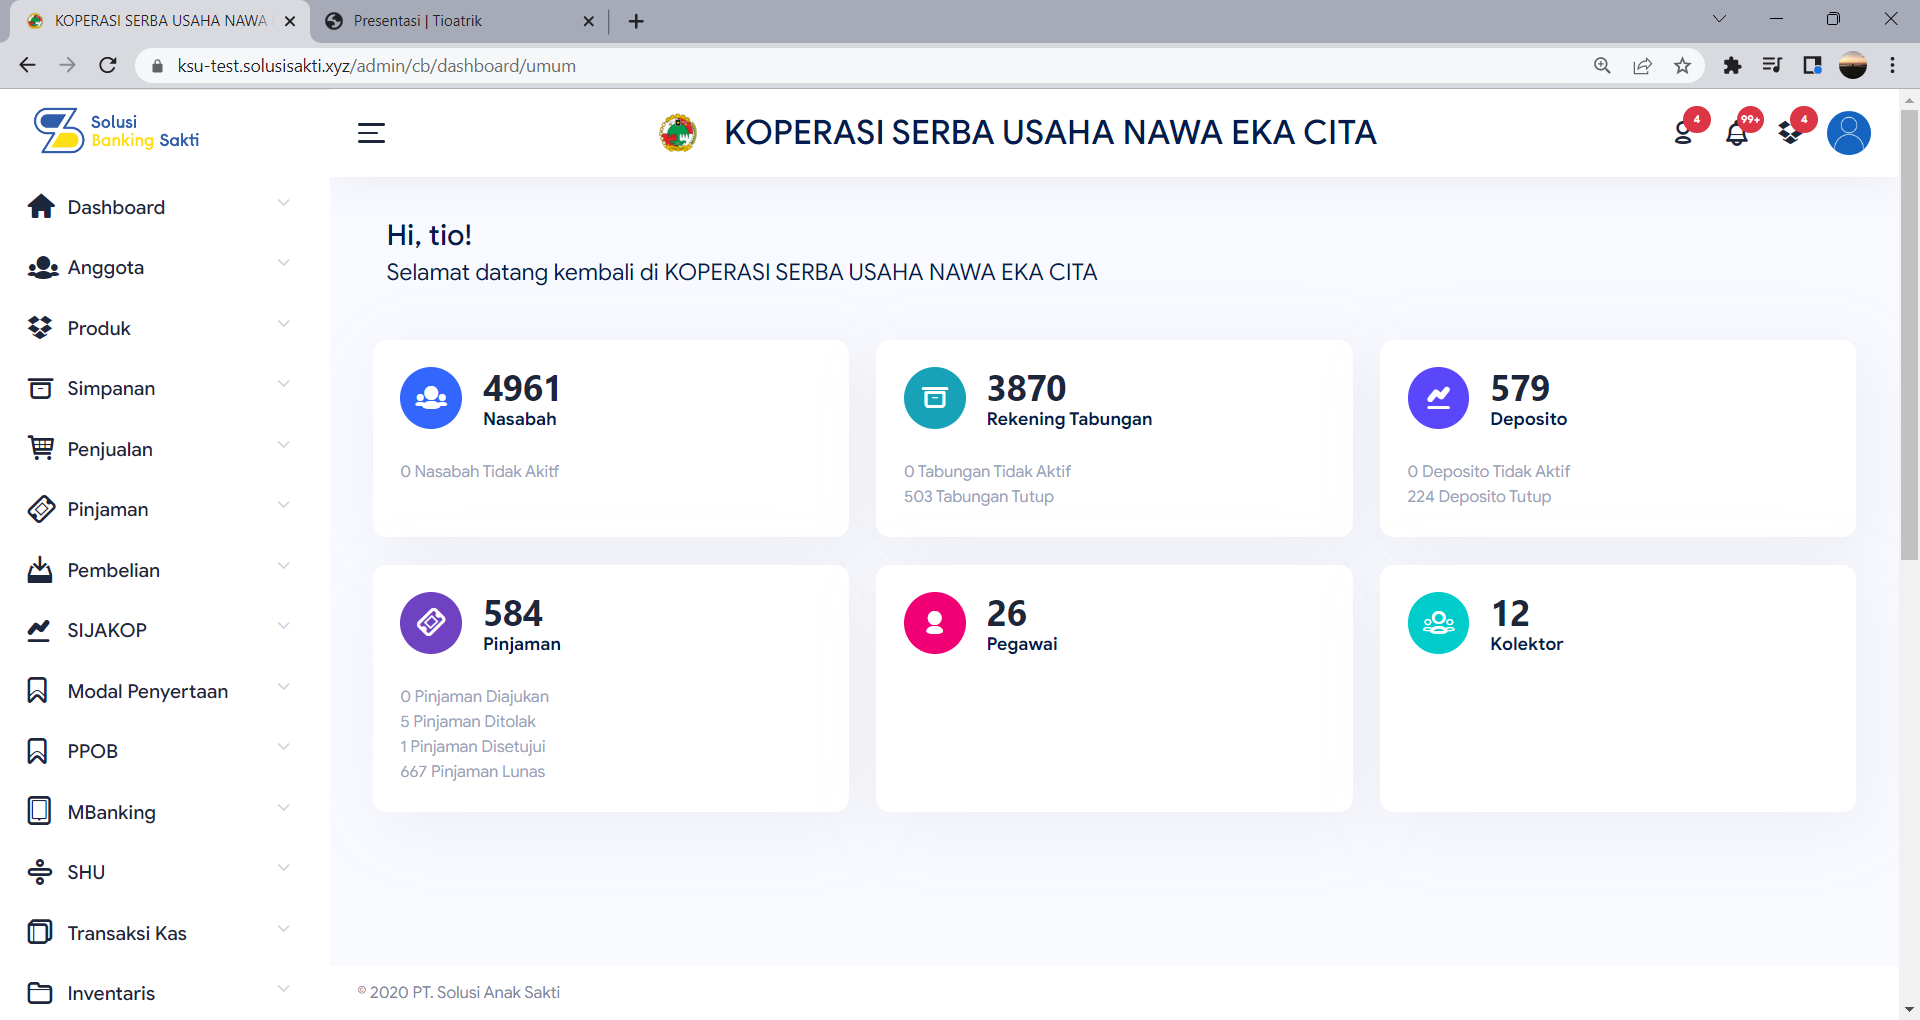 KOPERASI SERBA USAHA NAWA
Presentasi | Tioatrik
ksu-test.solusisakti.xyz/admin/cb/dashboard/umum
Solusi
Banking Sakti
KOPERASI SERBA USAHA NAWA EKA CITA
4
99+
4
Dashboard
Anggota
Produk
Simpanan
Penjualan
Pinjaman
Pembelian
SIJAKOP
Modal Penyertaan
PPOB
MBanking
SHU
Transaksi Kas
Inventaris
Hi, tio!
Selamat datang kembali di KOPERASI SERBA USAHA NAWA EKA CITA
4961
Nasabah
0 Nasabah Tidak Akitf
3870
Rekening Tabungan
0 Tabungan Tidak Aktif
503 Tabungan Tutup
579
Deposito
0 Deposito Tidak Aktif
224 Deposito Tutup
584
Pinjaman
0 Pinjaman Diajukan
5 Pinjaman Ditolak
1 Pinjaman Disetujui
667 Pinjaman Lunas
26
Pegawai
12
Kolektor
© 2020 PT. Solusi Anak Sakti